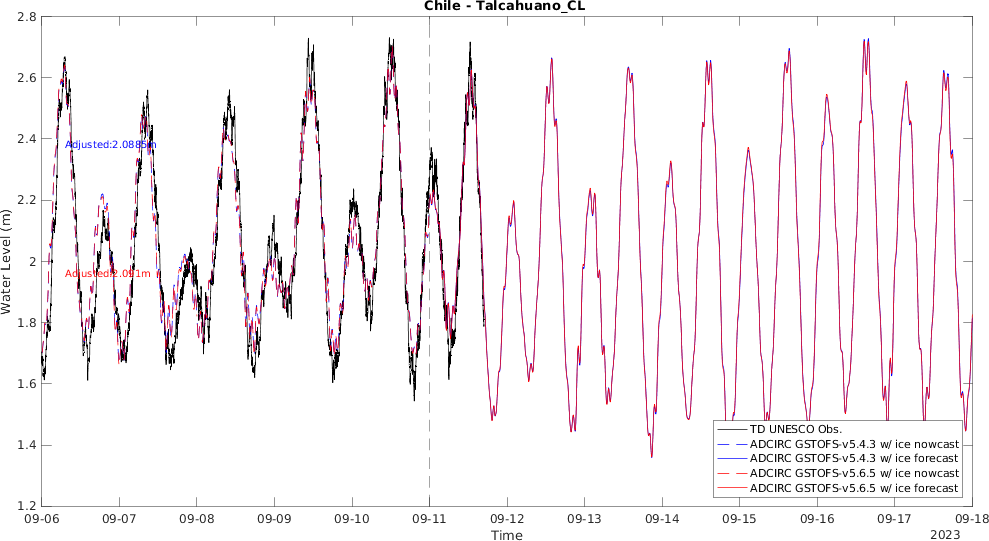 Chile - Talcahuano_CL
Water Level (m)
2.8
2.6
2.4
2.2
2
1.8
1.6
1.4
1.2
Adjusted:2.0885m
Adjusted:2.091m
TD UNESCO Obs.
ADCIRC GSTOFS-v5.4.3 w/ ice nowcast
ADCIRC GSTOFS-v5.4.3 w/ ice forecast
ADCIRC GSTOFS-v5.6.5 w/ ice nowcast
ADCIRC GSTOFS-v5.6.5 w/ ice forecast
09-06 09-07 09-08 09-09 09-10 09-11 09-12 09-13 09-14 09-15 09-16 09-17 09-18
Time
2023